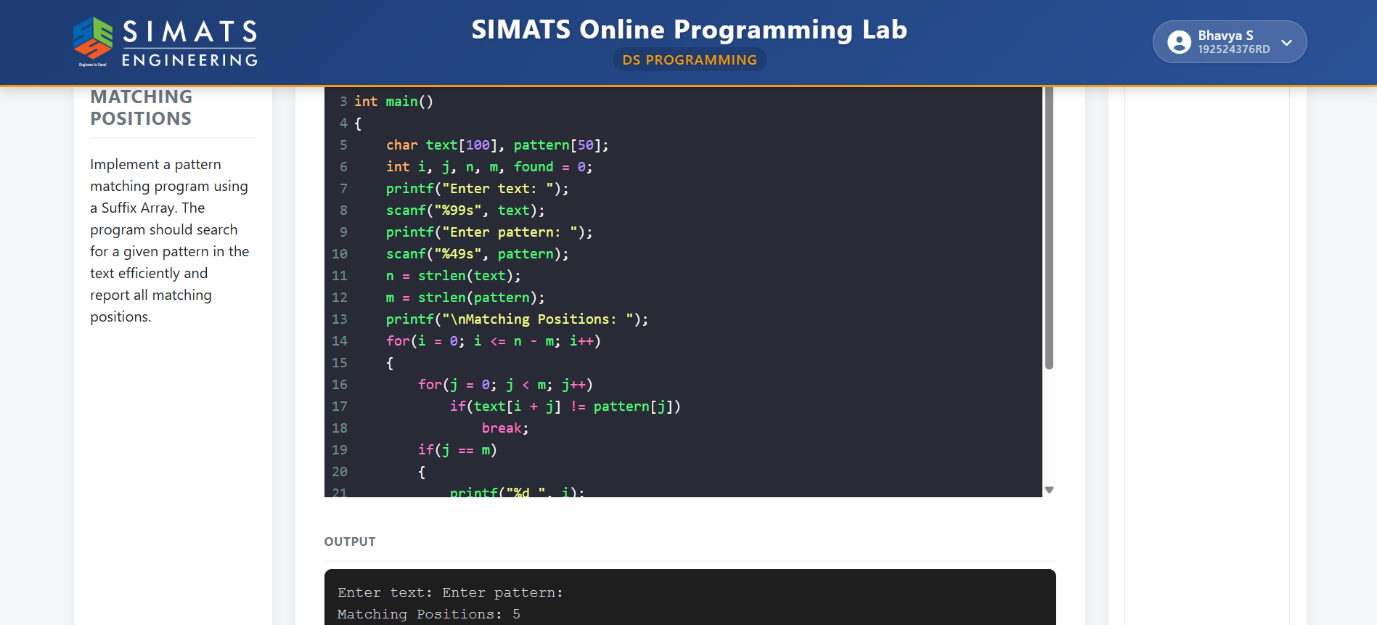 SIMATS
ENGINEERING
Engineer to Excel
SIMATS Online Programming Lab
DS PROGRAMMING
Bhavya S
192524376RD
MATCHING
POSITIONS
Implement a pattern
matching program using
a Suffix Array. The
program should search
for a given pattern in the
text efficiently and
report all matching
positions.
3 int main()
4 {
5     char text[100], pattern[50];
6     int i, j, n, m, found = 0;
7     printf("Enter text: ");
8     scanf("%99s", text);
9     printf("Enter pattern: ");
10     scanf("%49s", pattern);
11     n = strlen(text);
12     m = strlen(pattern);
13     printf("\nMatching Positions: ");
14     for(i = 0; i <= n - m; i++)
15     {
16         for(j = 0; j < m; j++)
17             if(text[i + j] != pattern[j])
18                 break;
19         if(j == m)
20         {
21             printf("%d ", i);
OUTPUT
Enter text: Enter pattern:
Matching Positions: 5